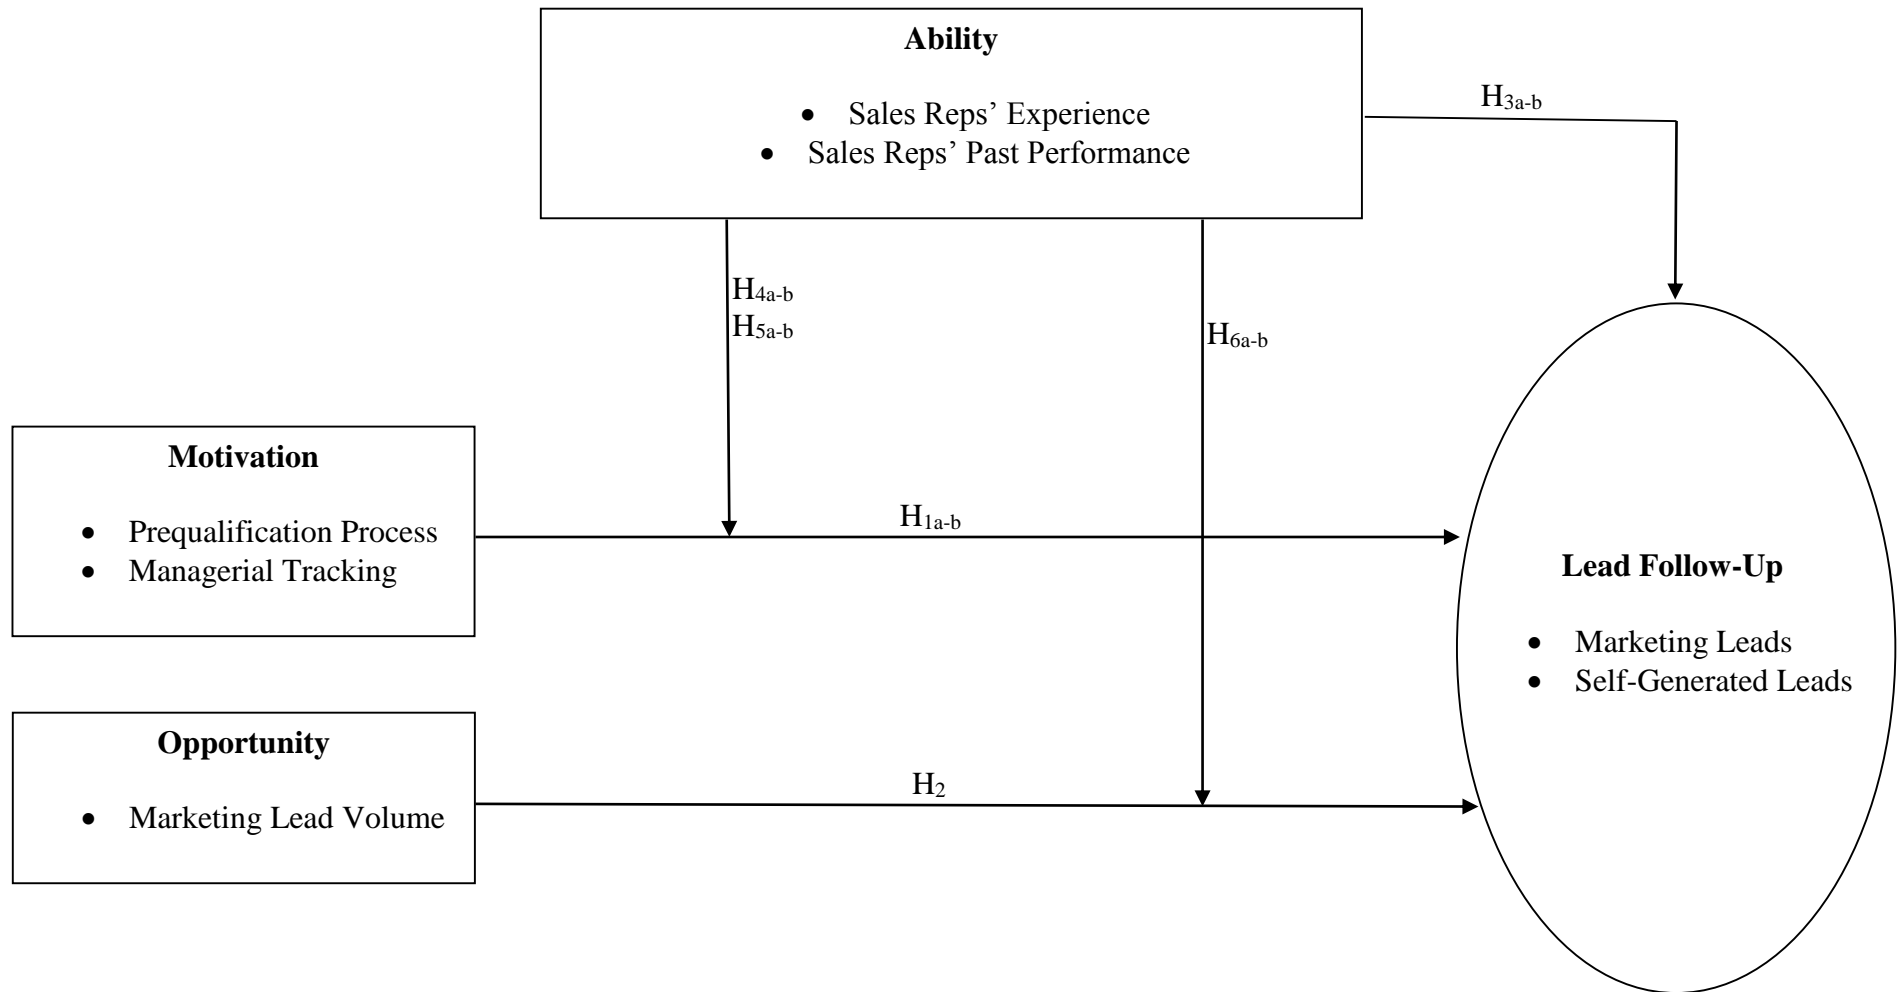 Ability
• Sales Reps’ Experience
• Sales Reps’ Past Performance
H3a-b
H4a-b
H5a-b
H6a-b
Motivation
• Prequalification Process
• Managerial Tracking
H1a-b
Lead Follow-Up
• Marketing Leads
• Self-Generated Leads
Opportunity
• Marketing Lead Volume
H2